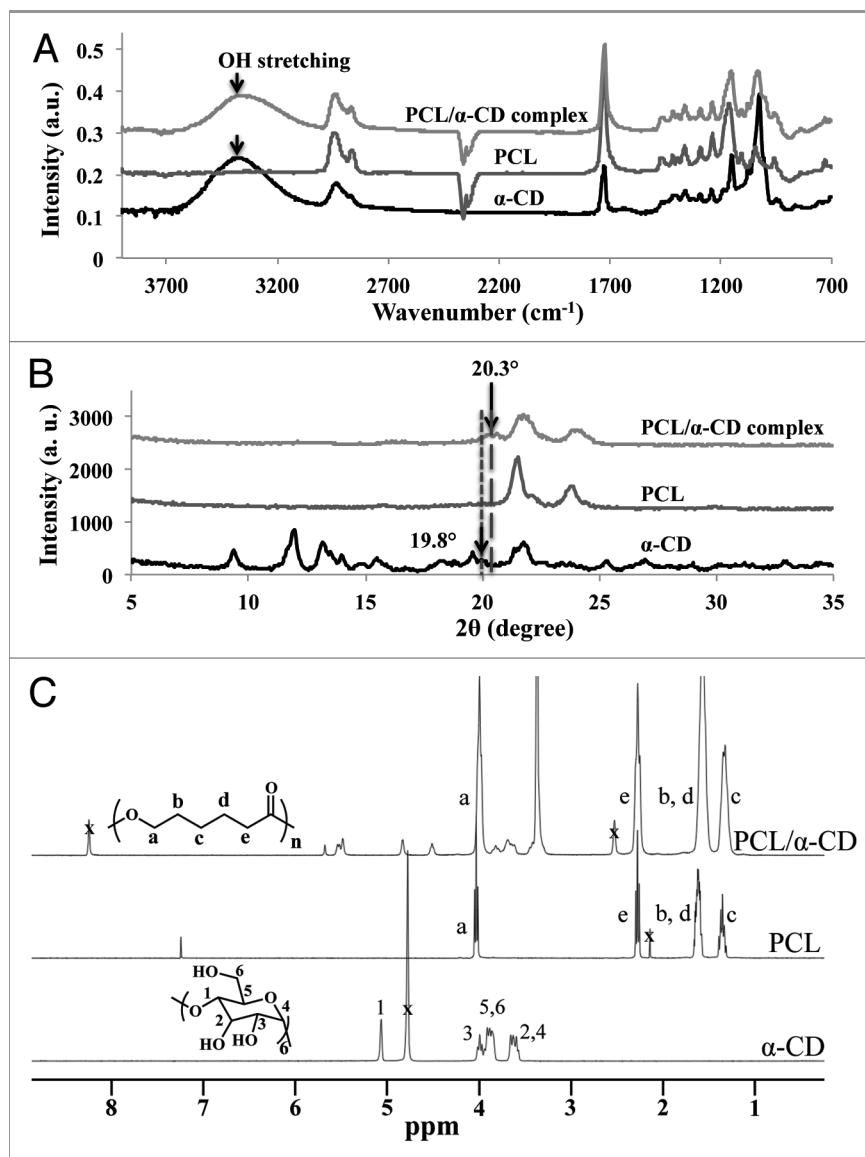 A
Intensity (a.u.)
0.5
0.4
0.3
0.2
0.1
0
OH stretching
PCL/α-CD complex
PCL
α-CD
3700 3200 2700 2200 1700 1200 700
Wavenumber (cm-1)
B
Intensity (a. u.)
20.3°
3000
2000
1000
0
PCL/α-CD complex
PCL
19.8°
α-CD
5 10 15 20 25 30 35
2θ (degree)
C
O
b d
O
a c e n
x
a
x
e b, d c
PCL/α-CD
a
e x b, d c
PCL
HO 6
5 O
O 1 4
2 3
HO HO 6
1 x
3 5,6 2,4
α-CD
8 7 6 5 4 3 2 1
ppm